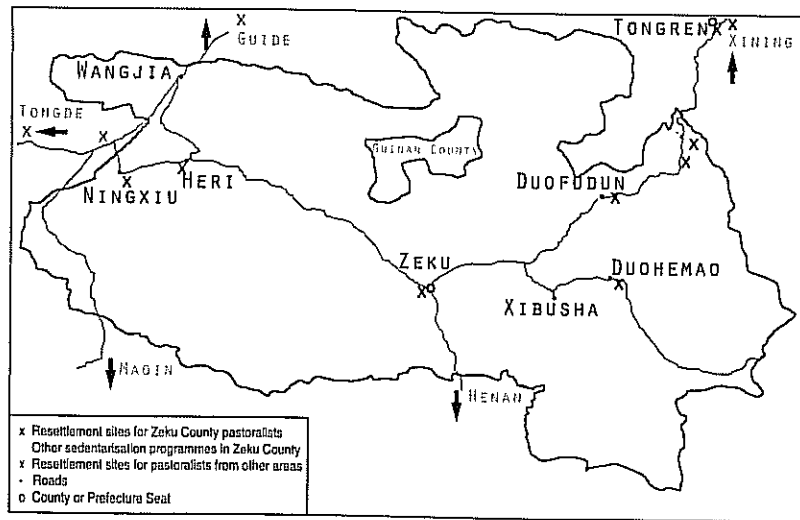 TONGREN
XINING
GUIDE
WANGJIA
TONGDE
GUINAN COUNTY
NINGXIU
HERI
DUOFUDUN
ZEKU
DUOHEMAO
XIBUSHA
MAQIN
HENAN
x Resettlement sites for Zeku County pastoralists
Other sedentarisation programmes in Zeku County
x Resettlement sites for pastoralists from other areas
- Roads
o County or Prefecture Seat